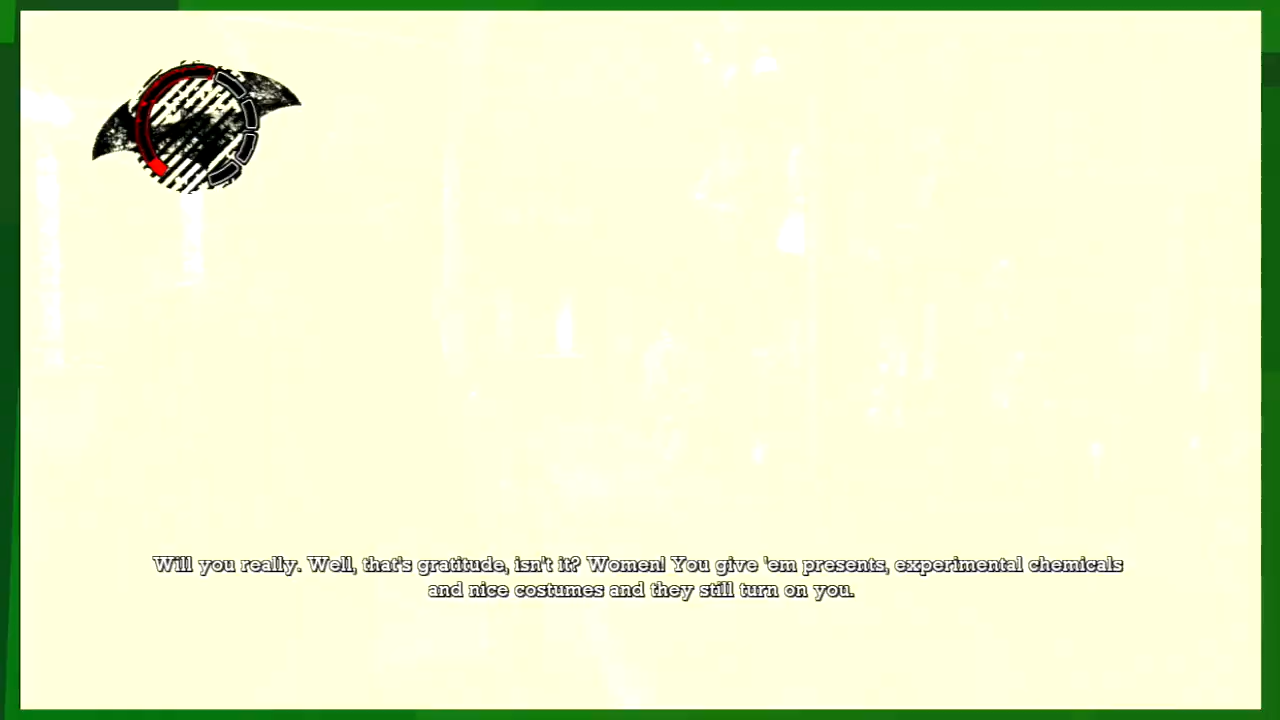 Will you really. Well, that's gratitude, isn't it? Women! You give 'em presents, experimental chemicals
and nice costumes and they still turn on you.